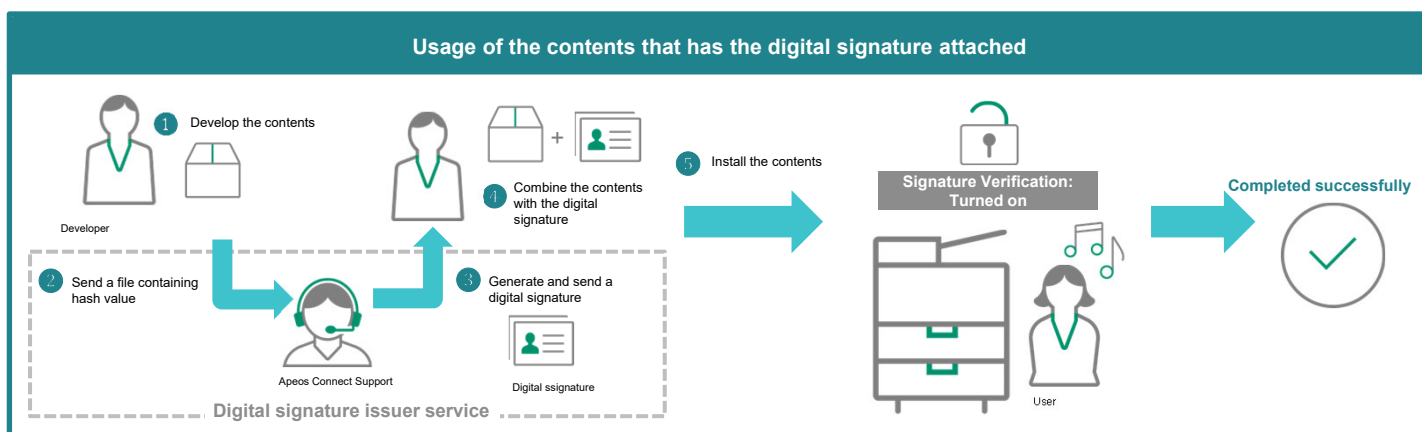 Usage of the contents that has the digital signature attached
1 Develop the contents
Developer
2 Send a file containing
hash value
Apeos Connect Support
3 Generate and send a
digital signature
Digital ssignature
Digital signature issuer service
4 Combine the contents
with the digital
signature
5 Install the contents
Signature Verification:
Turned on
User
Completed successfully